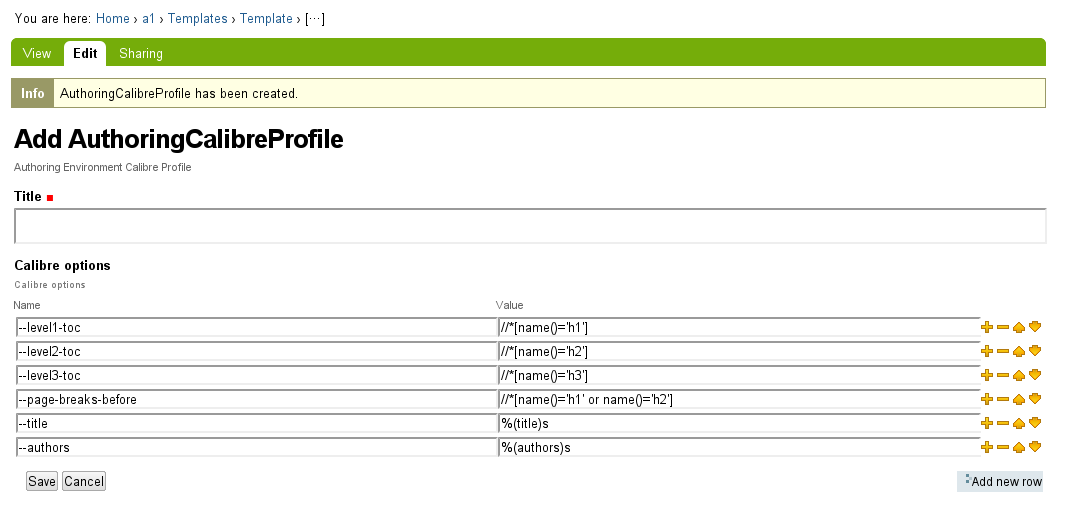 You are here: Home › a1 › Templates › Template › [···]
View Edit Sharing
Info AuthoringCalibreProfile has been created.
Add AuthoringCalibreProfile
Authoring Environment Calibre Profile
Title
Calibre options
Calibre options
Name Value
--level1-toc //*[name()='h1']
--level2-toc //*[name()='h2']
--level3-toc //*[name()='h3']
--page-breaks-before //*[name()='h1' or name()='h2']
--title %(title)s
--authors %(authors)s
Save Cancel Add new row